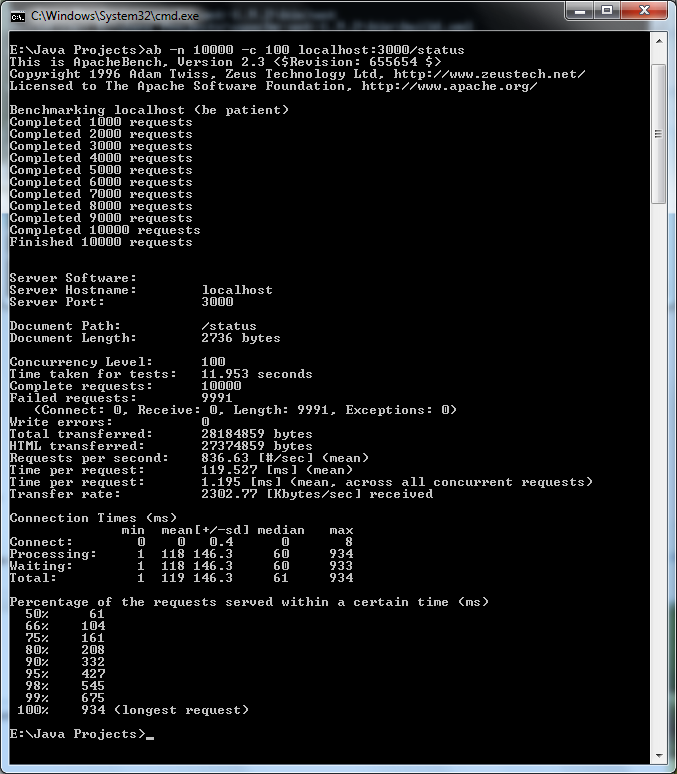 C:\Windows\System32\cmd.exe
E:\Java Projects>ab -n 10000 -c 100 localhost:3000/status
This is ApacheBench, Version 2.3 <$Revision: 655654 $>
Copyright 1996 Adam Twiss, Zeus Technology Ltd, http://www.zeustech.net/
Licensed to The Apache Software Foundation, http://www.apache.org/
Benchmarking localhost (be patient)
Completed 1000 requests
Completed 2000 requests
Completed 3000 requests
Completed 4000 requests
Completed 5000 requests
Completed 6000 requests
Completed 7000 requests
Completed 8000 requests
Completed 9000 requests
Completed 10000 requests
Finished 10000 requests
Server Software:
Server Hostname: localhost
Server Port: 3000
Document Path: /status
Document Length: 2736 bytes
Concurrency Level: 100
Time taken for tests: 11.953 seconds
Complete requests: 10000
Failed requests: 9991
(Connect: 0, Receive: 0, Length: 9991, Exceptions: 0)
Write errors: 0
Total transferred: 28184859 bytes
HTML transferred: 27374859 bytes
Requests per second: 836.63 [#/sec] (mean)
Time per request: 119.527 [ms] (mean)
Time per request: 1.195 [ms] (mean, across all concurrent requests)
Transfer rate: 2302.77 [Kbytes/sec] received
Connection Times (ms)
min mean[+/-sd] median max
Connect: 0 0 0.4 0 8
Processing: 1 118 146.3 60 934
Waiting: 1 118 146.3 60 933
Total: 1 119 146.3 61 934
Percentage of the requests served within a certain time (ms)
50% 61
66% 104
75% 161
80% 208
90% 332
95% 427
98% 545
99% 675
100% 934 (longest request)
E:\Java Projects>_